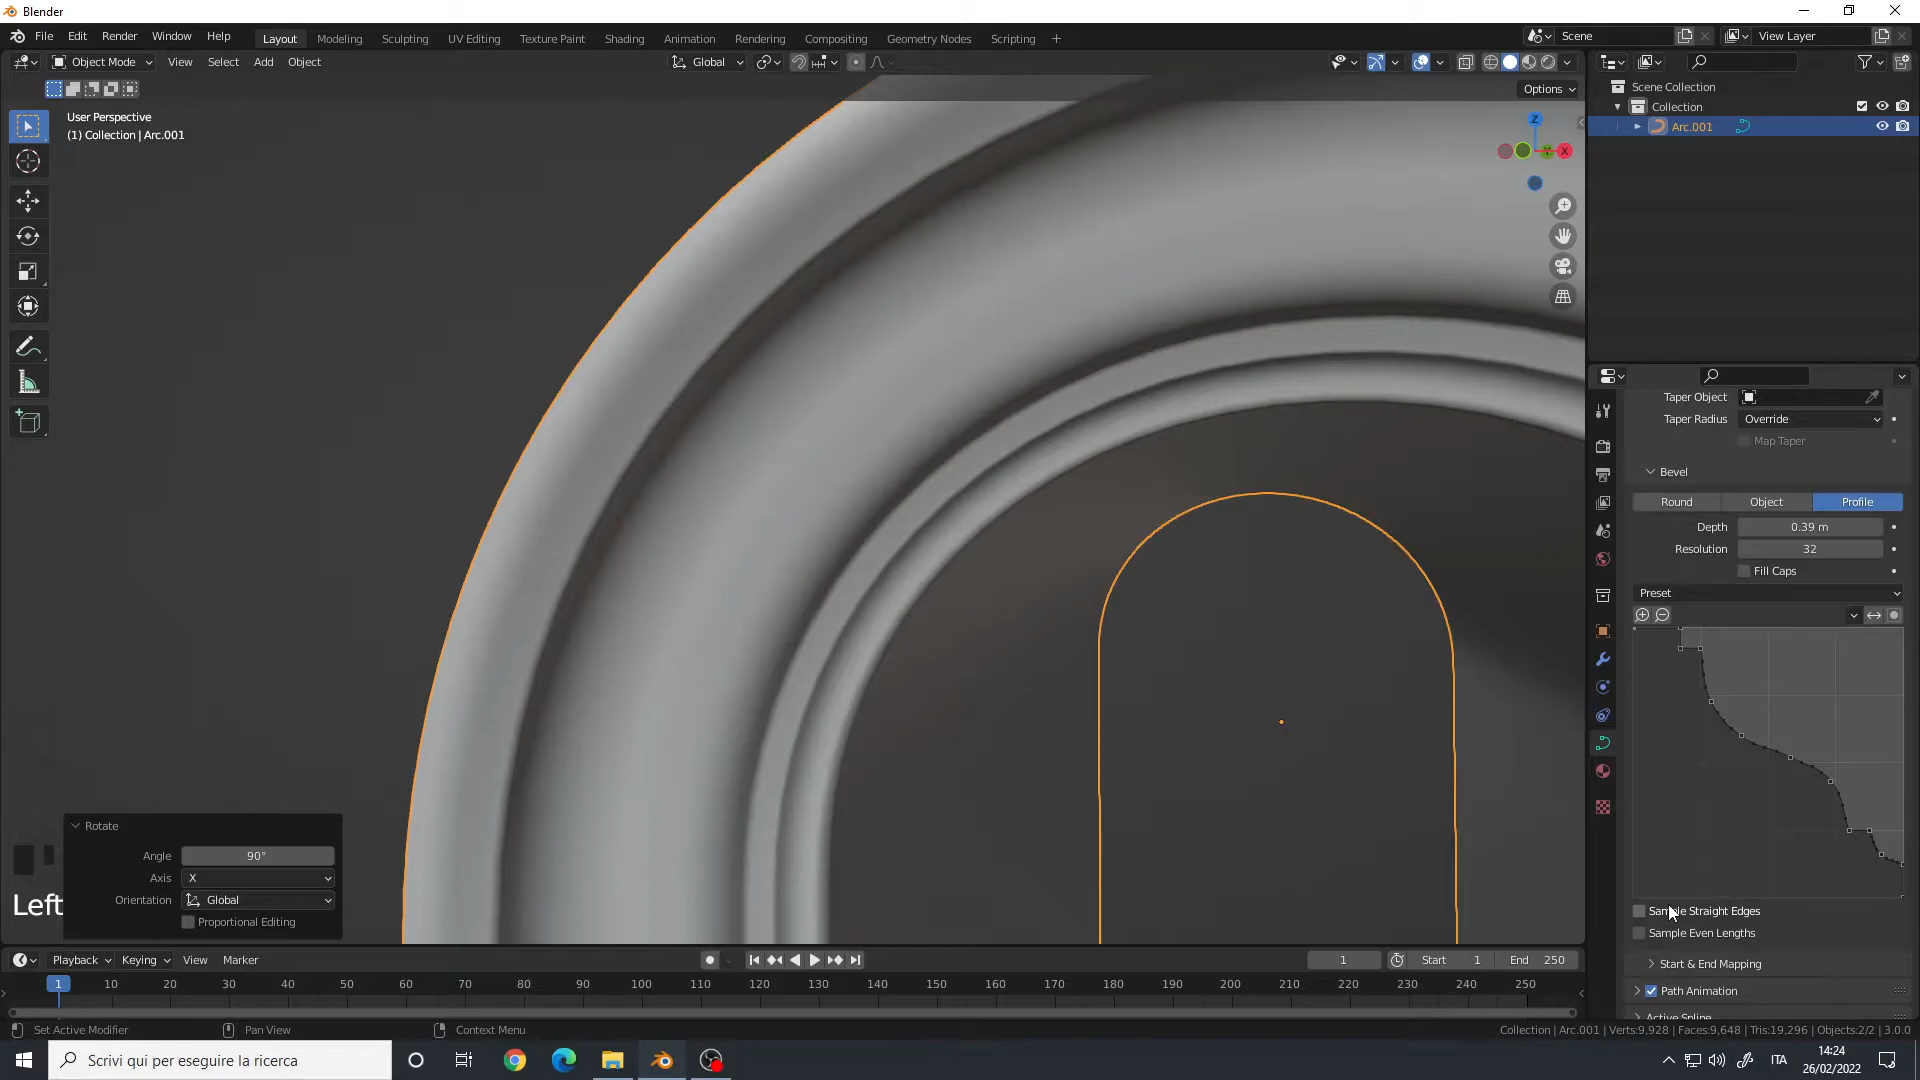 Blender
File Edit Render Window Help
Layout Modeling Sculpting UV Editing Texture Paint Shading Animation Rendering Compositing Geometry Nodes Scripting +
Scene View Layer
Object Mode View Select Add Object Global
Options
User Perspective
(1) Collection | Arc.001
Z
X
Scene Collection
Collection
Arc.001
Taper Object
Taper Radius Override
Map Taper
Bevel
Round Object Profile
Depth 0.39 m
Resolution 32
Fill Caps
Preset
Sample Straight Edges
Sample Even Lengths
Start & End Mapping
Path Animation
Active Spline
Left
Rotate
Angle 90°
Axis X
Orientation Global
Proportional Editing
Playback Keying View Marker
1 Start 1 End 250
1 10 20 30 40 50 60 70 80 90 100 110 120 130 140 150 160 170 180 190 200 210 220 230 240 250
Set Active Modifier Pan View Context Menu
Collection | Arc.001 | Verts:9,928 | Faces:9,648 | Tris:19,296 | Objects:2/2 | 3.0.0
Scrivi qui per eseguire la ricerca
ITA
14:24
26/02/2022